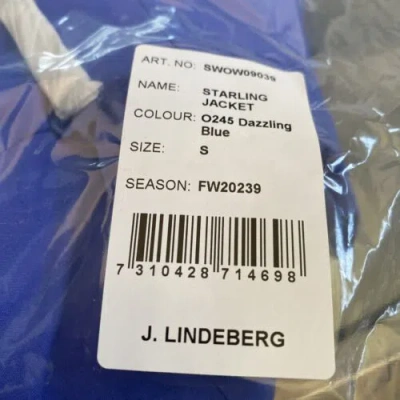 ART. NO: SWOW09039
NAME: STARLING
JACKET
COLOUR: O245 Dazzling
Blue
SIZE: S
SEASON: FW20239
7 310428 714698
J. LINDEBERG